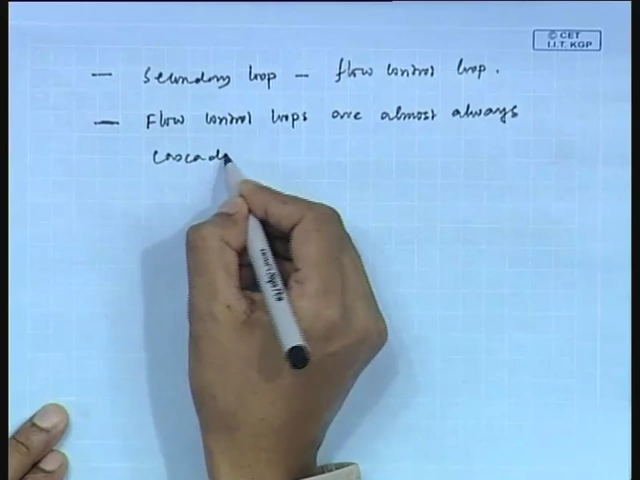 © CET
I.I.T. KGP
— Secondary loop – flow control loop.
— Flow control loops are almost always
Cascade